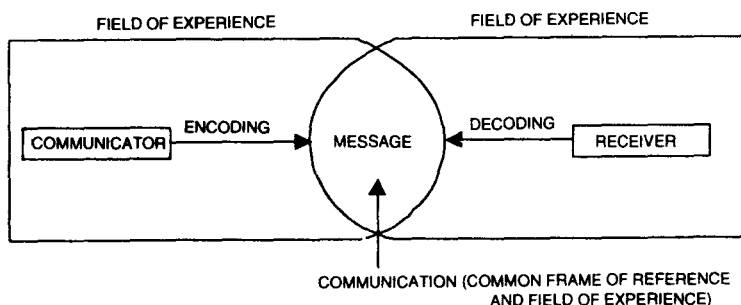 FIELD OF EXPERIENCE
FIELD OF EXPERIENCE
ENCODING
DECODING
COMMUNICATOR
MESSAGE
RECEIVER
COMMUNICATION (COMMON FRAME OF REFERENCE
AND FIELD OF EXPERIENCE)